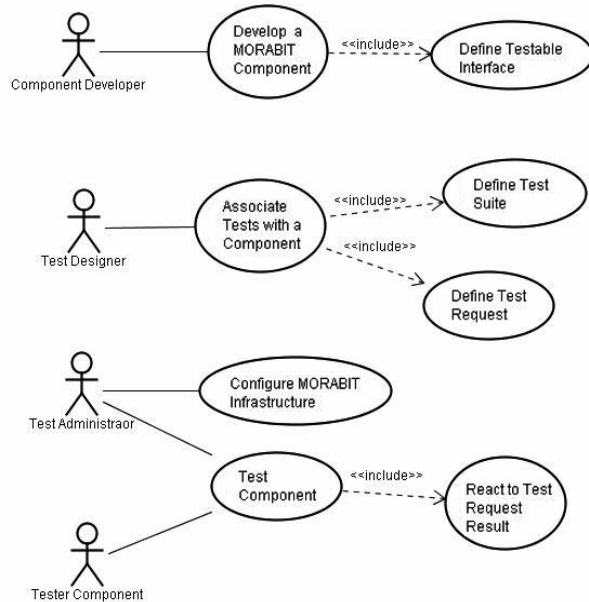 Develop a
MORABIT
Component
<<include>>
Define Testable
Interface
Component Developer
Associate
Tests with a
Component
<<include>>
Define Test
Suite
<<include>>
Test Designer
Define Test
Request
Configure MORABIT
Infrastructure
Test Administraor
Test
Component
<<include>>
React to Test
Request
Result
Tester Component